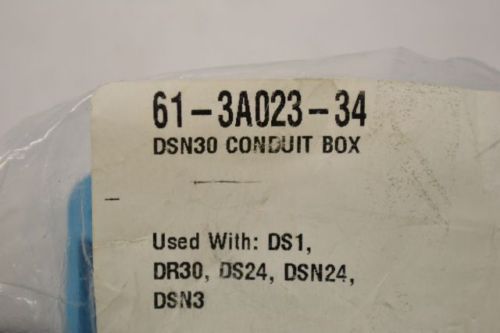 61-3A023-34
DSN30 CONDUIT BOX
Used With: DS1,
DR30, DS24, DSN24,
DSN3